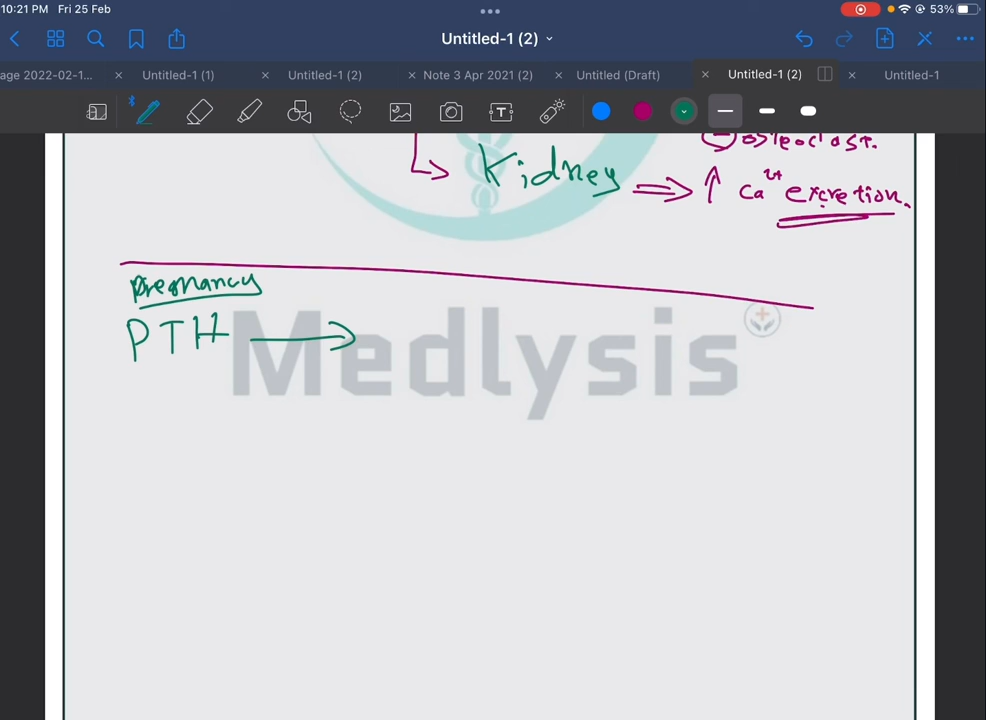 10:21 PM Fri 25 Feb 53%
Untitled-1 (2)
age 2022-02-1... Untitled-1 (1) Untitled-1 (2) Note 3 Apr 2021 (2) Untitled (Draft) Untitled-1 (2) Untitled-1
osteoclast.
Kidney ⇒ ↑ Ca2+ excretion.
Pregnancy
PTH →
Medlysis